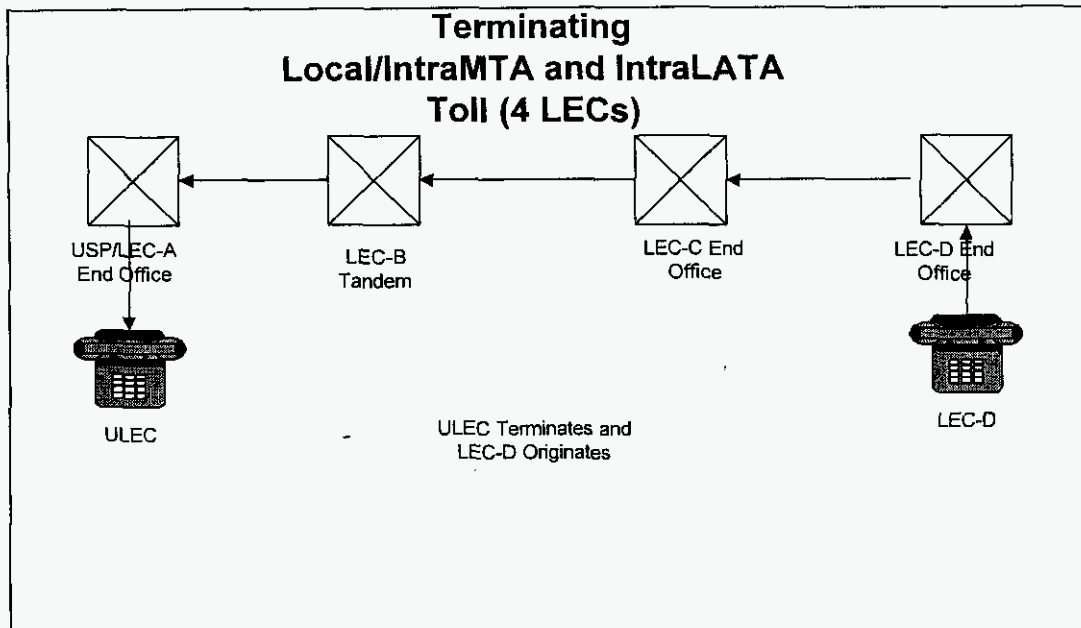 Terminating
Local/IntraMTA and IntraLATA
Toll (4 LECs)
USP/LEC-A
End Office
LEC-B
Tandem
LEC-C End
Office
LEC-D End
Office
ULEC
ULEC Terminates and
LEC-D Originates
LEC-D